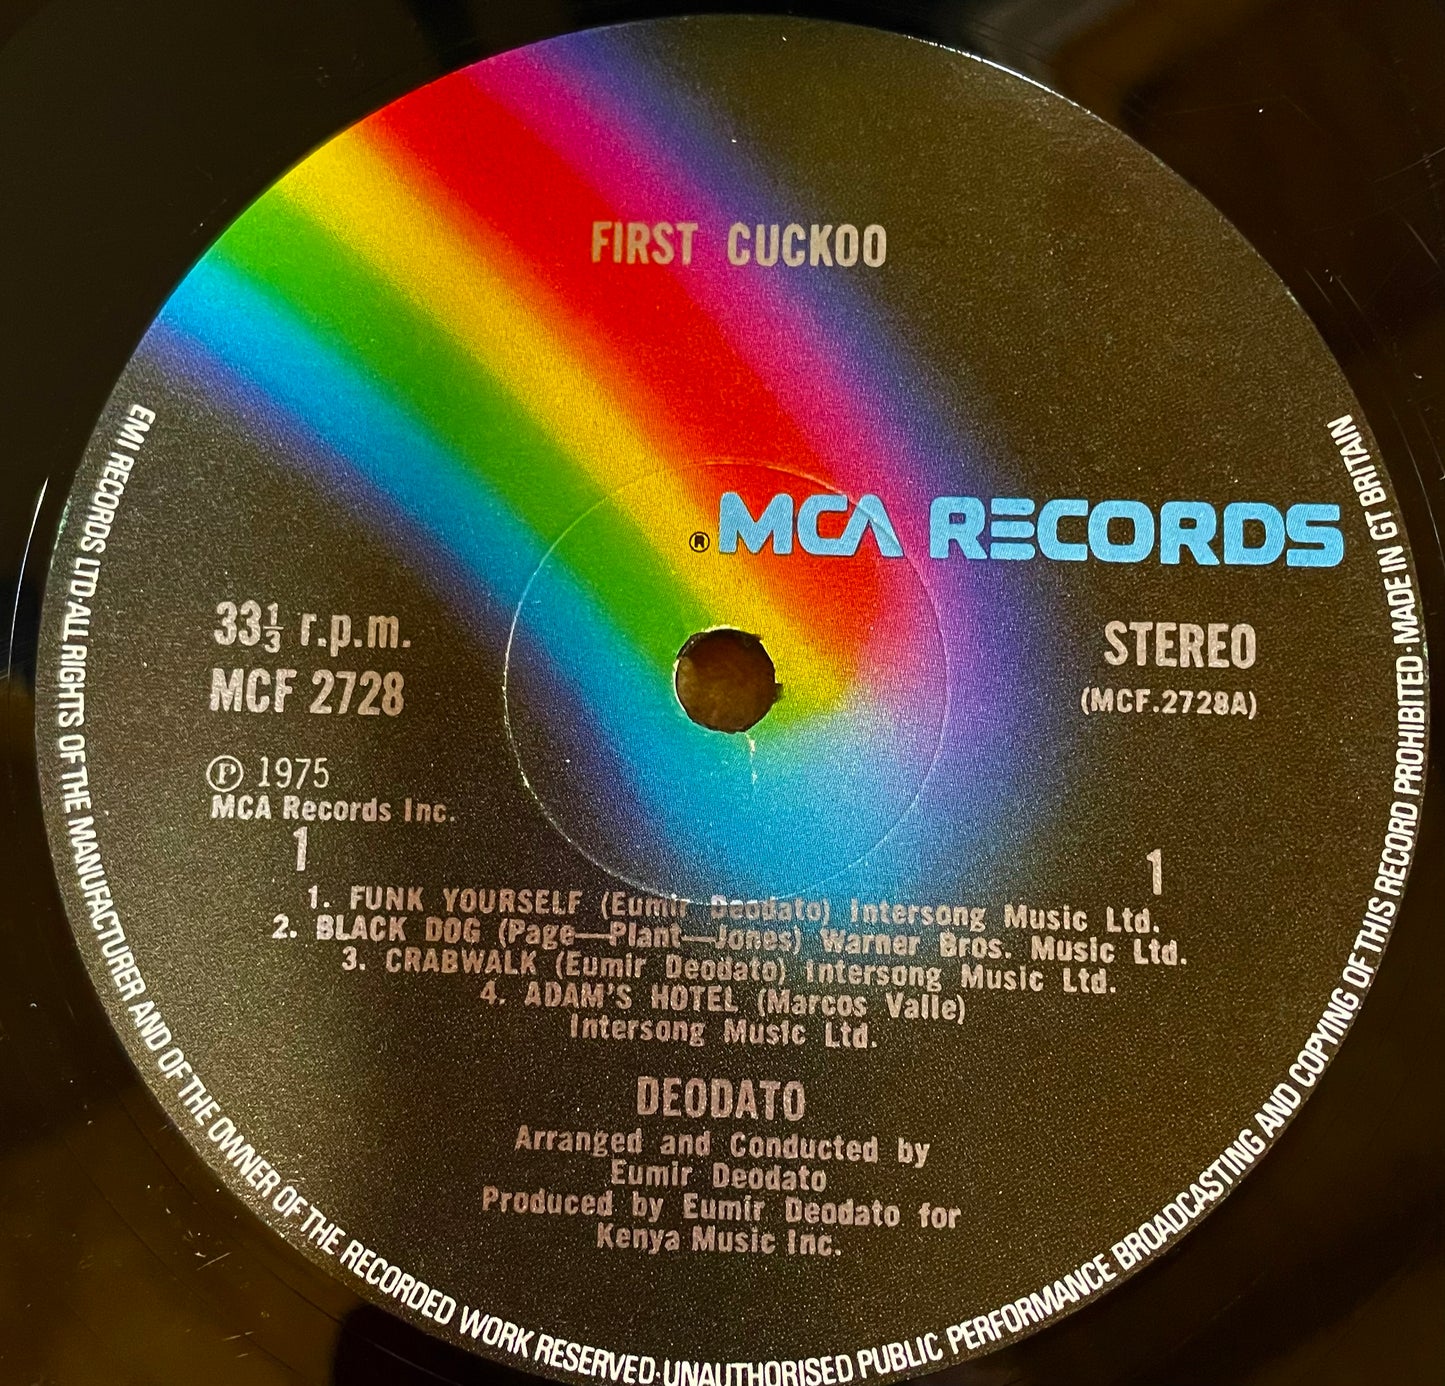 FIRST CUCKOO
® MCA RECORDS
33⅓ r.p.m.
MCF 2728
STEREO
(MCF.2728A)
℗ 1975
MCA Records Inc.
1
1
1. FUNK YOURSELF (Eumir Deodato) Intersong Music Ltd.
2. BLACK DOG (Page—Plant—Jones) Warner Bros. Music Ltd.
3. CRABWALK (Eumir Deodato) Intersong Music Ltd.
4. ADAM'S HOTEL (Marcos Valle)
Intersong Music Ltd.
DEODATO
Arranged and Conducted by
Eumir Deodato
Produced by Eumir Deodato for
Kenya Music Inc.
EMI RECORDS LTD·ALL RIGHTS OF THE MANUFACTURER AND OF THE OWNER OF THE RECORDED WORK RESERVED·UNAUTHORISED PUBLIC PERFORMANCE BROADCASTING AND COPYING OF THIS RECORD PROHIBITED·MADE IN GT BRITAIN